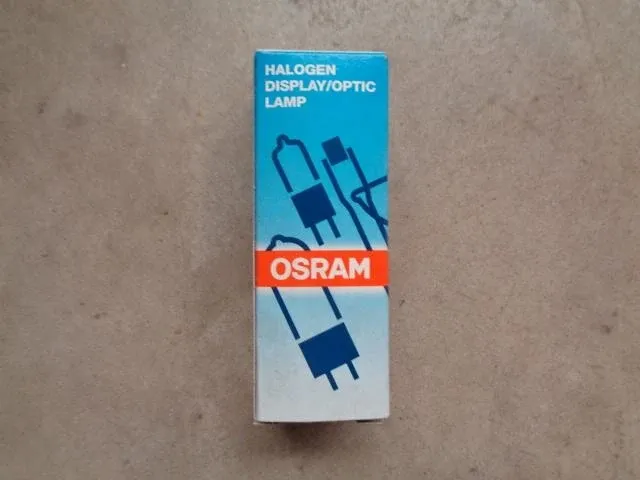 HALOGEN
DISPLAY/OPTIC
LAMP
OSRAM